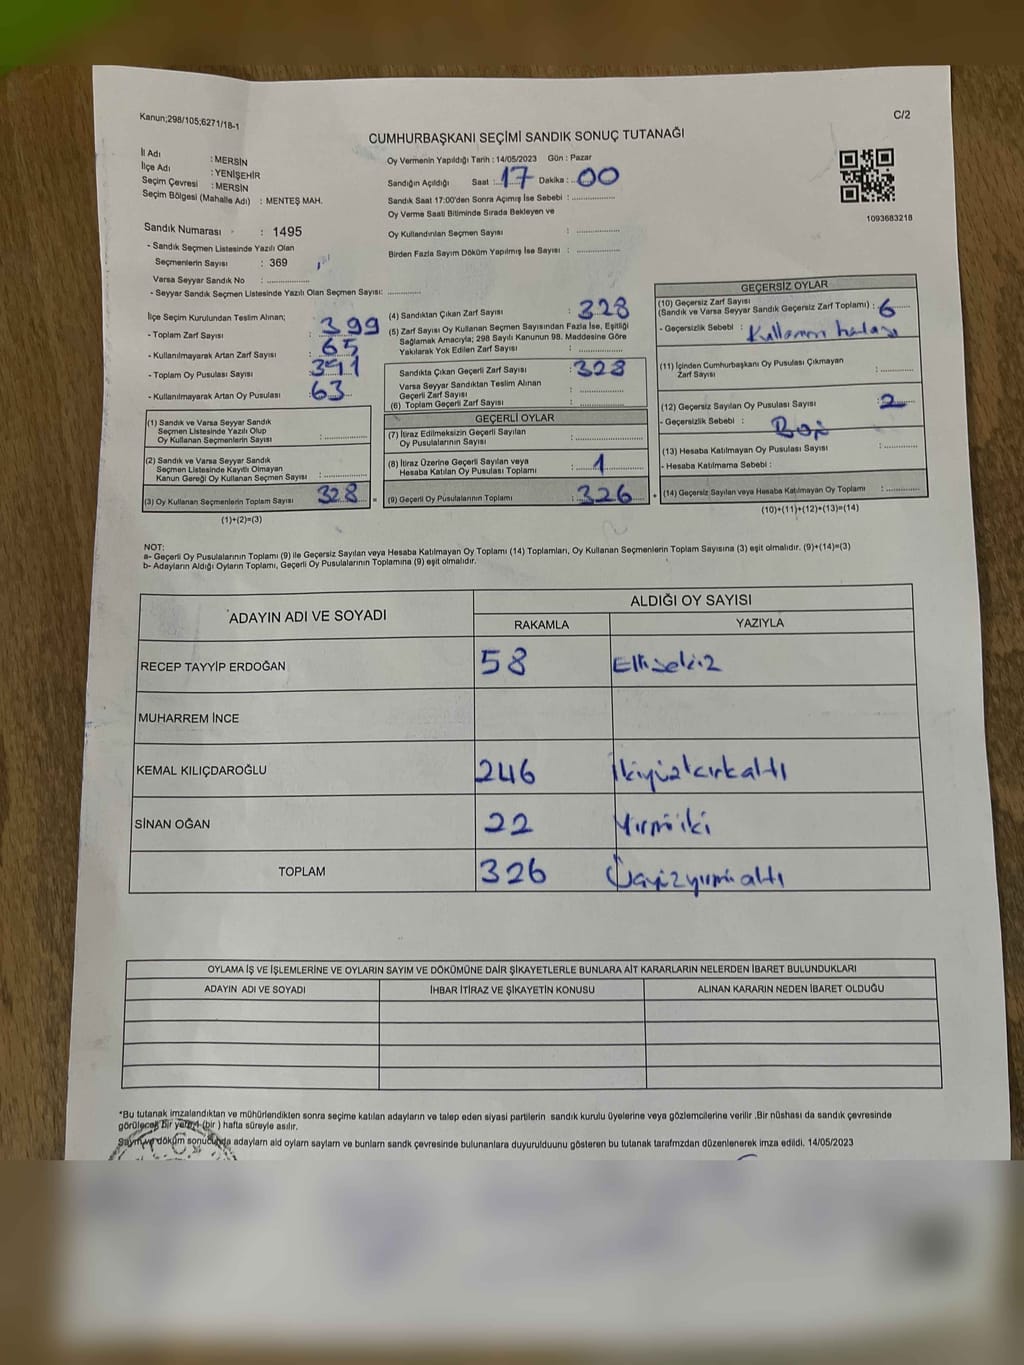 Kanun;298/105;6271/18-1
C/2
CUMHURBAŞKANI SEÇİMİ SANDIK SONUÇ TUTANAĞI
İl Adı : MERSİN
İlçe Adı : YENİŞEHİR
Seçim Çevresi : MERSİN
Seçim Bölgesi (Mahalle Adı) : MENTEŞ MAH.
Oy Vermenin Yapıldığı Tarih : 14/05/2023 Gün : Pazar
Sandığın Açıldığı Saat :..17.. Dakika :..00
Sandık Saat 17:00'den Sonra Açımış İse Sebebi : ................
Oy Verme Saati Bitiminde Sırada Bekleyen ve
Oy Kullandırılan Seçmen Sayısı : ................
Birden Fazla Sayım Döküm Yapılmış İse Sayısı : ................
1093683218
Sandık Numarası : 1495
- Sandık Seçmen Listesinde Yazılı Olan
Seçmenlerin Sayısı : 369
Varsa Seyyar Sandık No : ................
- Seyyar Sandık Seçmen Listesinde Yazılı Olan Seçmen Sayısı: ............
İlçe Seçim Kurulundan Teslim Alınan;
- Toplam Zarf Sayısı : 399
- Kullanılmayarak Artan Zarf Sayısı : 65
- Toplam Oy Pusulası Sayısı : 391
- Kullanılmayarak Artan Oy Pusulası : 63
(1) Sandık ve Varsa Seyyar Sandık
Seçmen Listesinde Yazılı Olup
Oy Kullanan Seçmenlerin Sayısı : ................
(2) Sandık ve Varsa Seyyar Sandık
Seçmen Listesinde Kayıtlı Olmayan
Kanun Gereği Oy Kullanan Seçmen Sayısı : ................
(3) Oy Kullanan Seçmenlerin Toplam Sayısı 328 =
(1)+(2)=(3)
(4) Sandıktan Çıkan Zarf Sayısı : 328
(5) Zarf Sayısı Oy Kullanan Seçmen Sayısından Fazla İse, Eşitliği
Sağlamak Amacıyla; 298 Sayılı Kanunun 98. Maddesine Göre
Yakılarak Yok Edilen Zarf Sayısı : ................
Sandıkta Çıkan Geçerli Zarf Sayısı : 328
Varsa Seyyar Sandıktan Teslim Alınan
Geçerli Zarf Sayısı : ................
(6) Toplam Geçerli Zarf Sayısı : ................
GEÇERLİ OYLAR
(7) İtiraz Edilmeksizin Geçerli Sayılan
Oy Pusulalarının Sayısı : ................
(8) İtiraz Üzerine Geçerli Sayılan veya
Hesaba Katılan Oy Pusulası Toplamı : 1
(9) Geçerli Oy Pusulalarının Toplamı : 326 +
GEÇERSİZ OYLAR
(10) Geçersiz Zarf Sayısı
(Sandık ve Varsa Seyyar Sandık Geçersiz Zarf Toplamı) : 6
- Geçersizlik Sebebi : Kullanım hatası
(11) İçinden Cumhurbaşkanı Oy Pusulası Çıkmayan
Zarf Sayısı : ................
(12) Geçersiz Sayılan Oy Pusulası Sayısı : 2
- Geçersizlik Sebebi : Boş
(13) Hesaba Katılmayan Oy Pusulası Sayısı : ................
- Hesaba Katılmama Sebebi :
(14) Geçersiz Sayılan veya Hesaba Katılmayan Oy Toplamı : ................
(10)+(11)+(12)+(13)=(14)
NOT:
a- Geçerli Oy Pusulalarının Toplamı (9) ile Geçersiz Sayılan veya Hesaba Katılmayan Oy Toplamı (14) Toplamları, Oy Kullanan Seçmenlerin Toplam Sayısına (3) eşit olmalıdır. (9)+(14)=(3)
b- Adayların Aldığı Oyların Toplamı, Geçerli Oy Pusulalarının Toplamına (9) eşit olmalıdır.
ADAYIN ADI VE SOYADI ALDIĞI OY SAYISI
RAKAMLA YAZIYLA
RECEP TAYYİP ERDOĞAN 58 Ellisekiz
MUHARREM İNCE
KEMAL KILIÇDAROĞLU 246 İkiyüzkırkaltı
SİNAN OĞAN 22 Yirmiiki
TOPLAM 326 Üçyüzyirmialtı
OYLAMA İŞ VE İŞLEMLERİNE VE OYLARIN SAYIM VE DÖKÜMÜNE DAİR ŞİKAYETLERLE BUNLARA AİT KARARLARIN NELERDEN İBARET BULUNDUKLARI
ADAYIN ADI VE SOYADI İHBAR İTİRAZ VE ŞİKAYETİN KONUSU ALINAN KARARIN NEDEN İBARET OLDUĞU
*Bu tutanak imzalandıktan ve mühürlendikten sonra seçime katılan adayların ve talep eden siyasi partilerin sandık kurulu üyelerine veya gözlemcilerine verilir .Bir nüshası da sandık çevresinde
görülecek bir yere 1 (bir ) hafta süreyle asılır.
Sayım ve döküm sonucunda adayların ald oyların sayların ve bunların sandk çevresinde bulunanlara duyurulduunu gösteren bu tutanak tarafmzdan düzenlenerek imza edildi. 14/05/2023